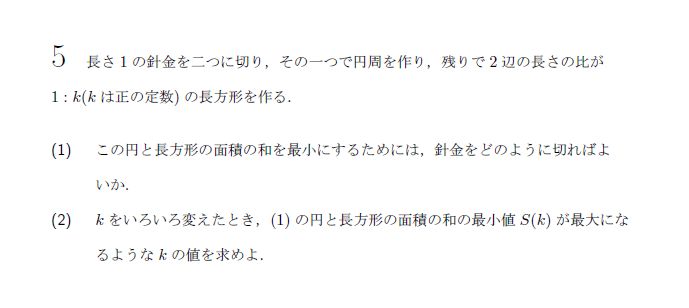 5 長さ 1 の針金を二つに切り，その一つで円周を作り，残りで 2 辺の長さの比が
1 : k(k は正の定数) の長方形を作る．
(1) この円と長方形の面積の和を最小にするためには，針金をどのように切ればよ
いか．
(2) k をいろいろ変えたとき，(1) の円と長方形の面積の和の最小値 S(k) が最大にな
るような k の値を求めよ．